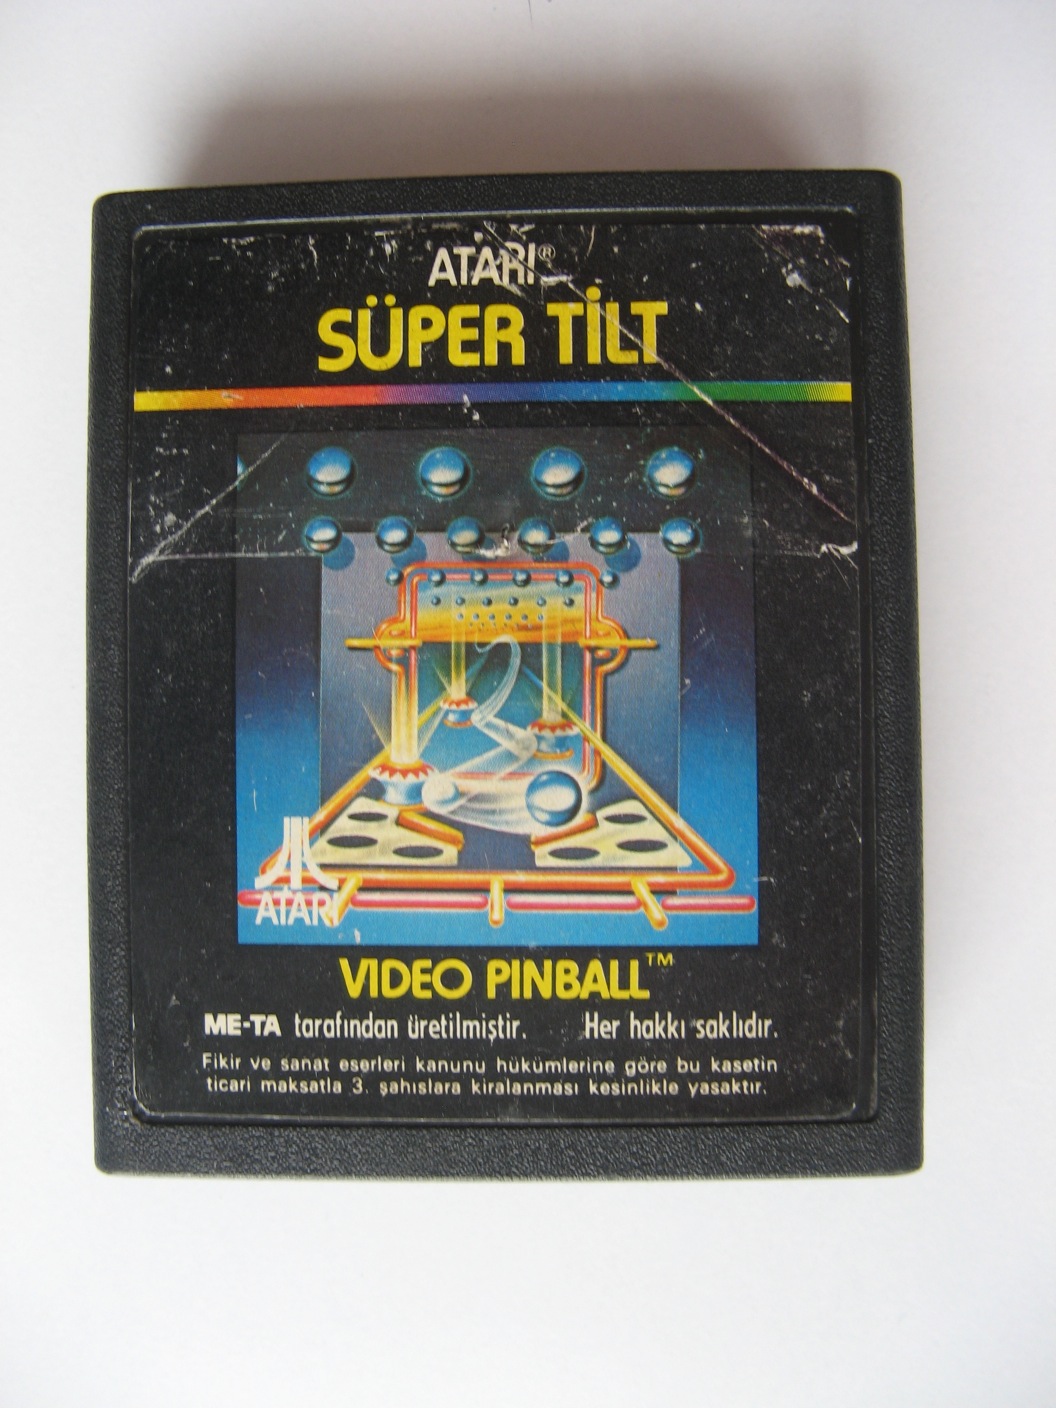 ATARI®
SÜPER TİLT
ATARI
VIDEO PINBALL™
ME-TA tarafından üretilmiştir. Her hakkı saklıdır.
Fikir ve sanat eserleri kanunu hükümlerine göre bu kasetin
ticari maksatla 3. şahıslara kiralanması kesinlikle yasaktır.